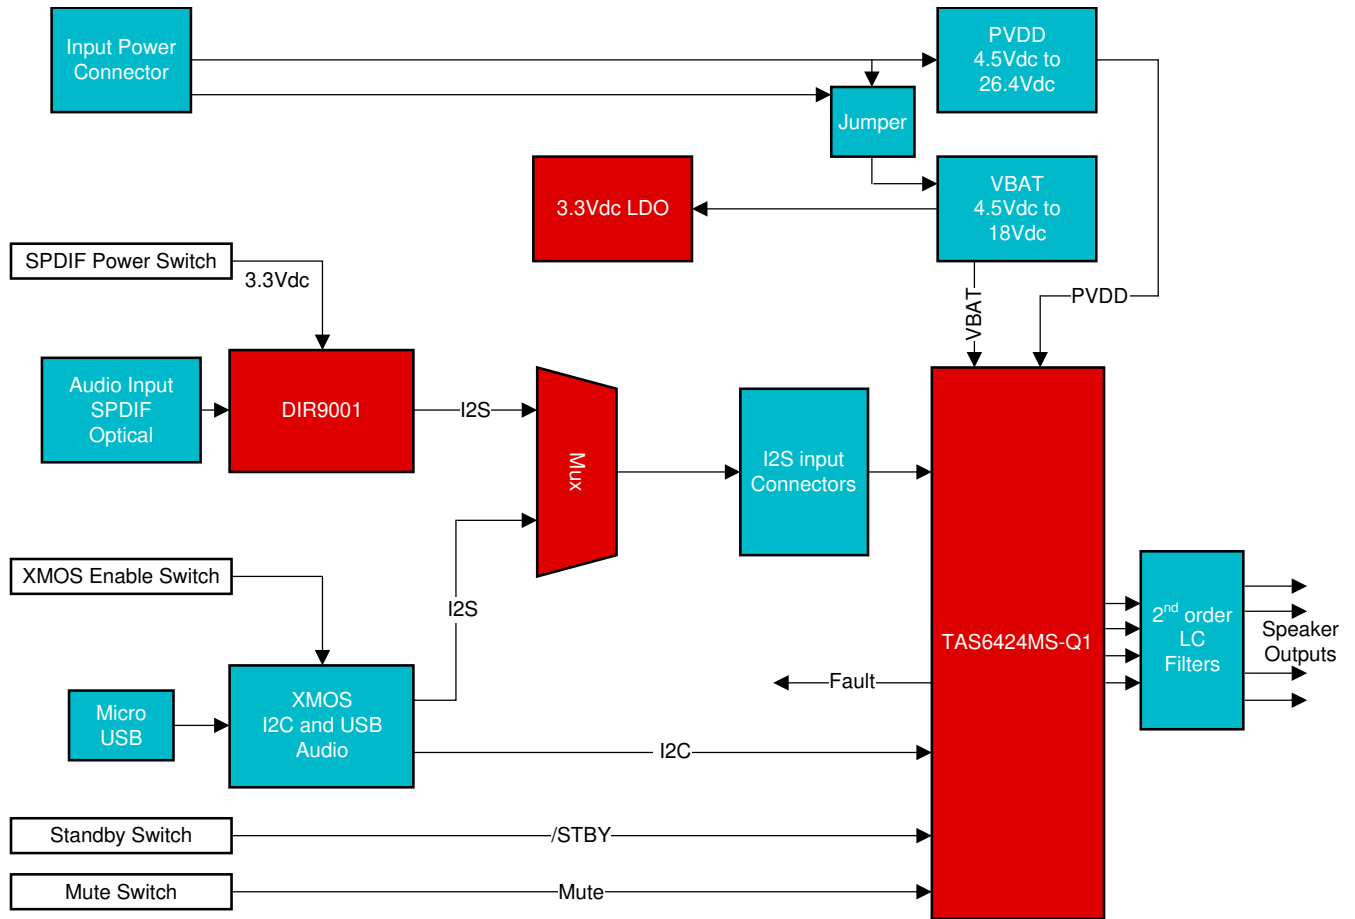 Input Power
Connector
PVDD
4.5Vdc to
26.4Vdc
Jumper
3.3Vdc LDO
VBAT
4.5Vdc to
18Vdc
SPDIF Power Switch
3.3Vdc
VBAT
PVDD
Audio Input
SPDIF
Optical
DIR9001
I2S
Mux
I2S input
Connectors
XMOS Enable Switch
I2S
TAS6424MS-Q1
2nd order
LC
Filters
Speaker
Outputs
Fault
Micro
USB
XMOS
I2C and USB
Audio
I2C
Standby Switch
/STBY
Mute Switch
Mute